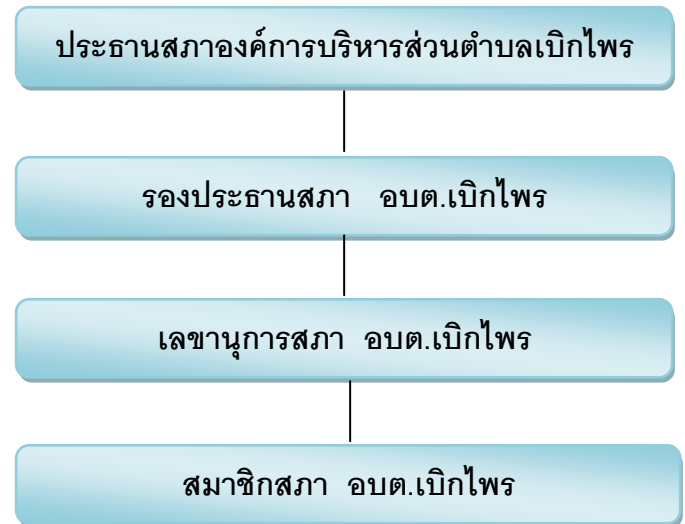 ประธานสภาองค์การบริหารส่วนตำบลเบิกไพร
รองประธานสภา อบต.เบิกไพร
เลขานุการสภา อบต.เบิกไพร
สมาชิกสภา อบต.เบิกไพร